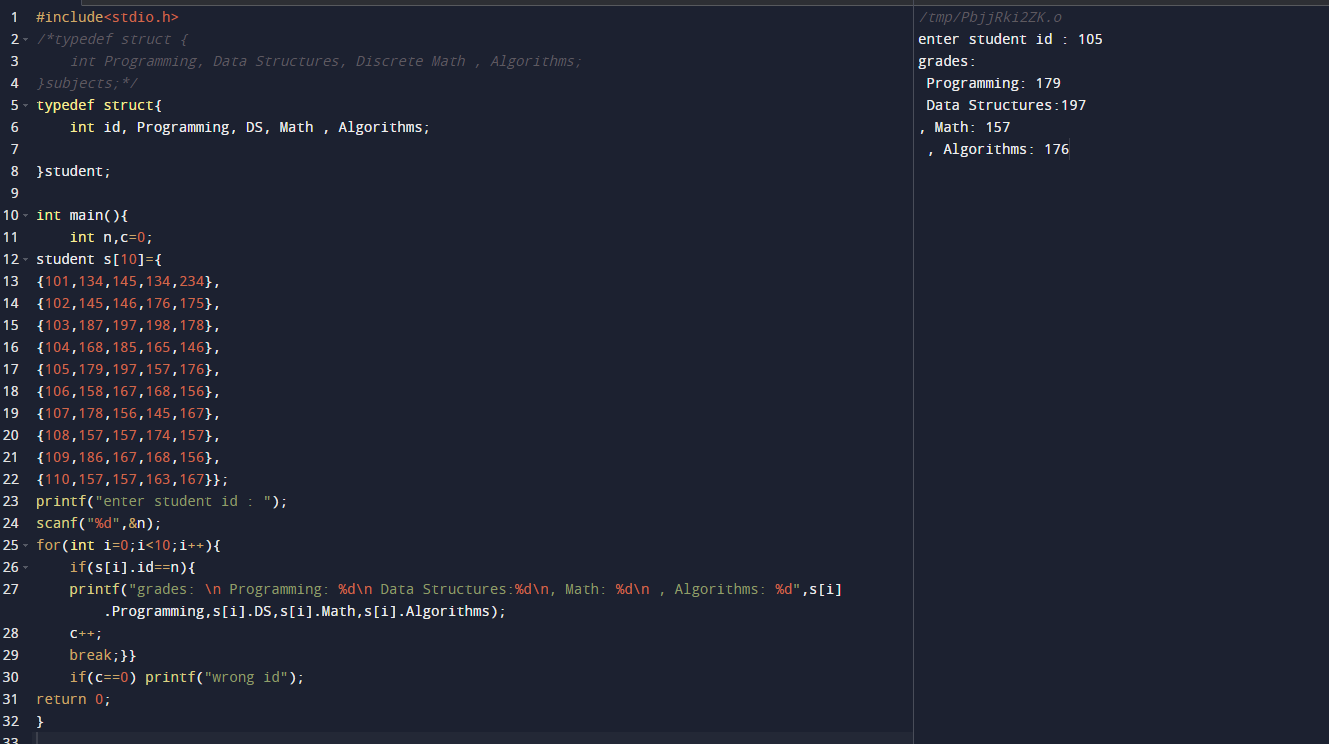 1 #include<stdio.h>
2 /*typedef struct {
3     int Programming, Data Structures, Discrete Math , Algorithms;
4 }subjects;*/
5 typedef struct{
6     int id, Programming, DS, Math , Algorithms;
7
8 }student;
9
10 int main(){
11     int n,c=0;
12 student s[10]={
13 {101,134,145,134,234},
14 {102,145,146,176,175},
15 {103,187,197,198,178},
16 {104,168,185,165,146},
17 {105,179,197,157,176},
18 {106,158,167,168,156},
19 {107,178,156,145,167},
20 {108,157,157,174,157},
21 {109,186,167,168,156},
22 {110,157,157,163,167}};
23 printf("enter student id : ");
24 scanf("%d",&n);
25 for(int i=0;i<10;i++){
26     if(s[i].id==n){
27     printf("grades: \n Programming: %d\n Data Structures:%d\n, Math: %d\n , Algorithms: %d",s[i]
        .Programming,s[i].DS,s[i].Math,s[i].Algorithms);
28     c++;
29     break;}}
30     if(c==0) printf("wrong id");
31 return 0;
32 }
33
/tmp/PbjjRki2ZK.o
enter student id : 105
grades:
 Programming: 179
 Data Structures:197
, Math: 157
 , Algorithms: 176